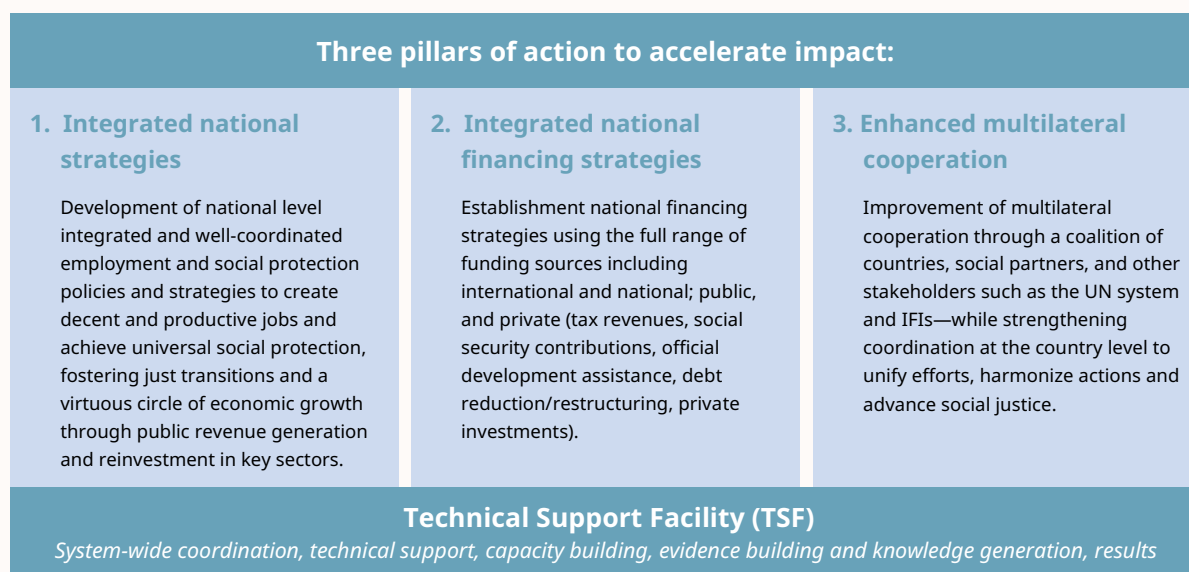 Three pillars of action to accelerate impact:
1. Integrated national
strategies
Development of national level
integrated and well-coordinated
employment and social protection
policies and strategies to create
decent and productive jobs and
achieve universal social protection,
fostering just transitions and a
virtuous circle of economic growth
through public revenue generation
and reinvestment in key sectors.
2. Integrated national
financing strategies
Establishment national financing
strategies using the full range of
funding sources including
international and national; public,
and private (tax revenues, social
security contributions, official
development assistance, debt
reduction/restructuring, private
investments).
3. Enhanced multilateral
cooperation
Improvement of multilateral
cooperation through a coalition of
countries, social partners, and other
stakeholders such as the UN system
and IFIs—while strengthening
coordination at the country level to
unify efforts, harmonize actions and
advance social justice.
Technical Support Facility (TSF)
System-wide coordination, technical support, capacity building, evidence building and knowledge generation, results